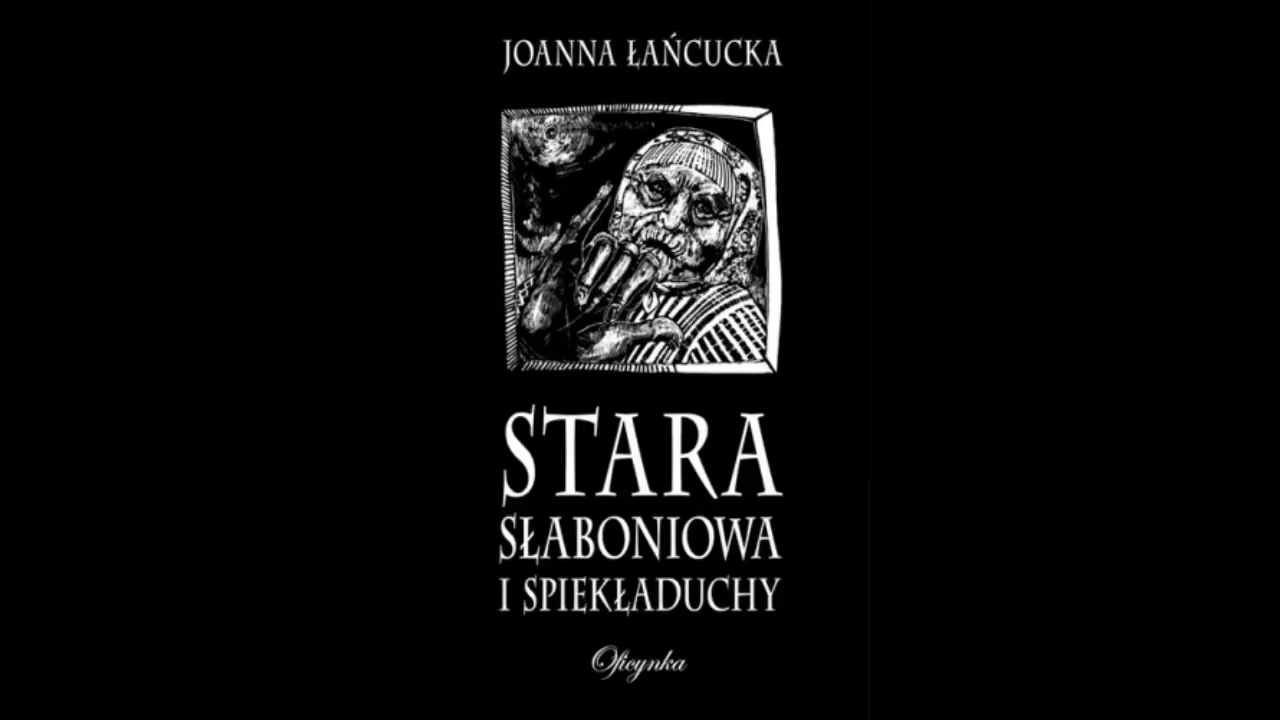 JOANNA ŁAŃCUCKA
STARA
SŁABONIOWA
I SPIEKŁADUCHY
Oficynka